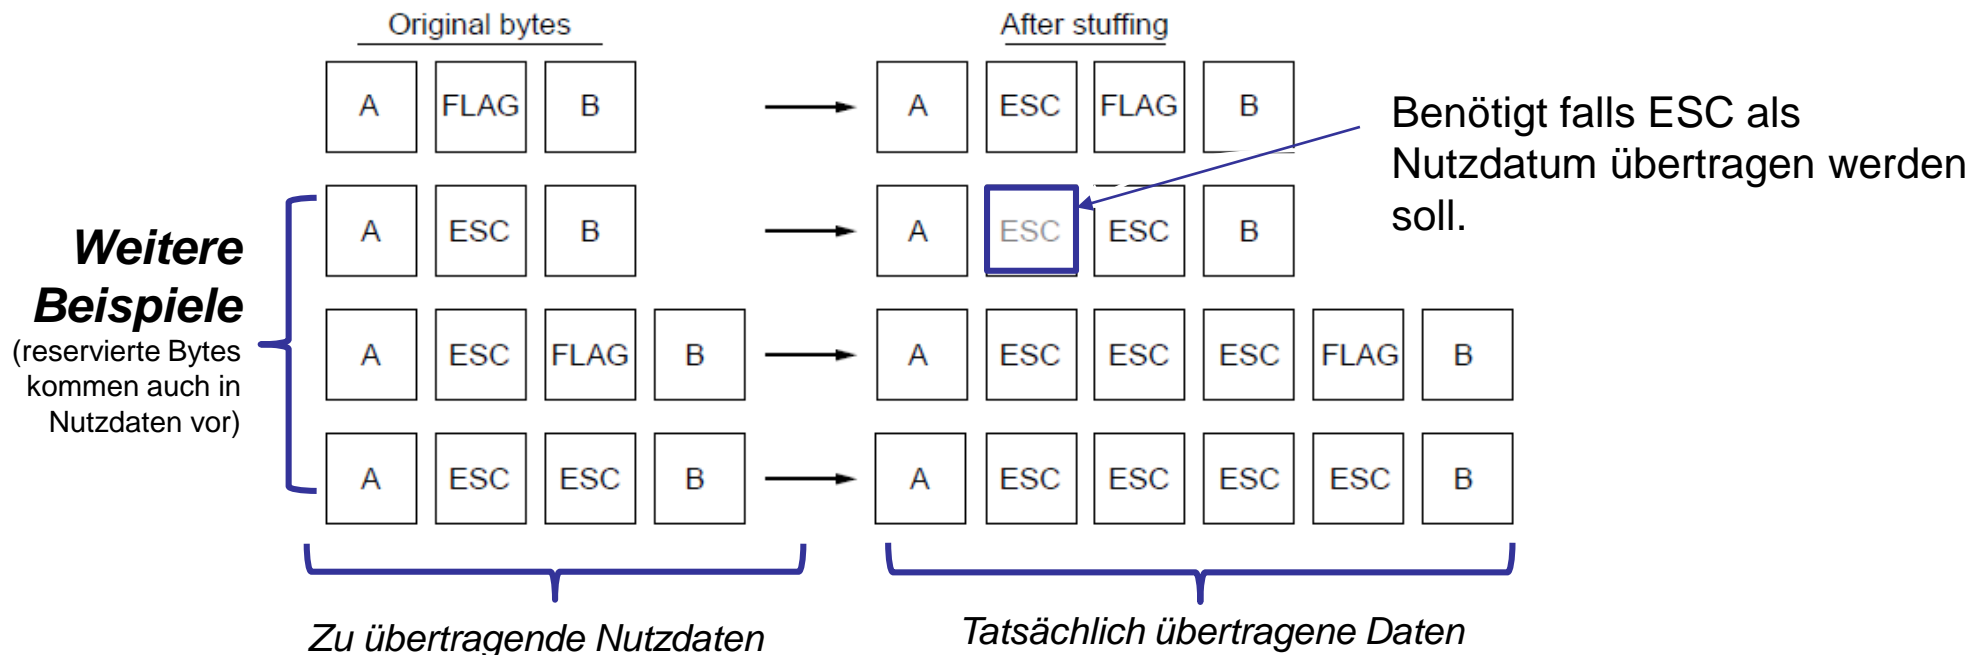 Original bytes
After stuffing
A FLAG B
A ESC FLAG B
Benötigt falls ESC als
Nutzdatum übertragen werden
soll.
A ESC B
A ESC ESC B
Weitere
Beispiele
(reservierte Bytes
kommen auch in
Nutzdaten vor)
A ESC FLAG B
A ESC ESC ESC FLAG B
A ESC ESC B
A ESC ESC ESC ESC B
Zu übertragende Nutzdaten
Tatsächlich übertragene Daten